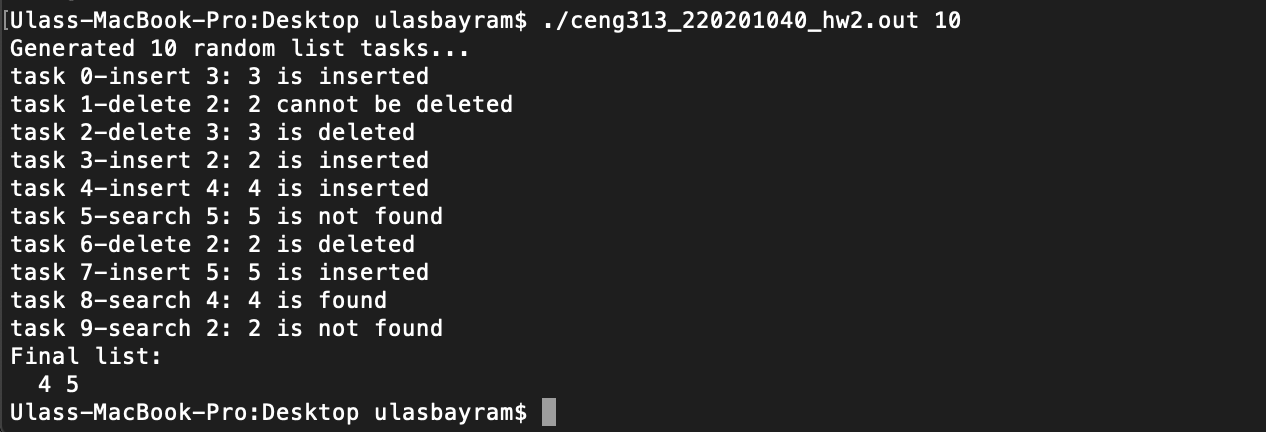 [Ulass-MacBook-Pro:Desktop ulasbayram$ ./ceng313_220201040_hw2.out 10
Generated 10 random list tasks...
task 0-insert 3: 3 is inserted
task 1-delete 2: 2 cannot be deleted
task 2-delete 3: 3 is deleted
task 3-insert 2: 2 is inserted
task 4-insert 4: 4 is inserted
task 5-search 5: 5 is not found
task 6-delete 2: 2 is deleted
task 7-insert 5: 5 is inserted
task 8-search 4: 4 is found
task 9-search 2: 2 is not found
Final list:
  4 5
Ulass-MacBook-Pro:Desktop ulasbayram$